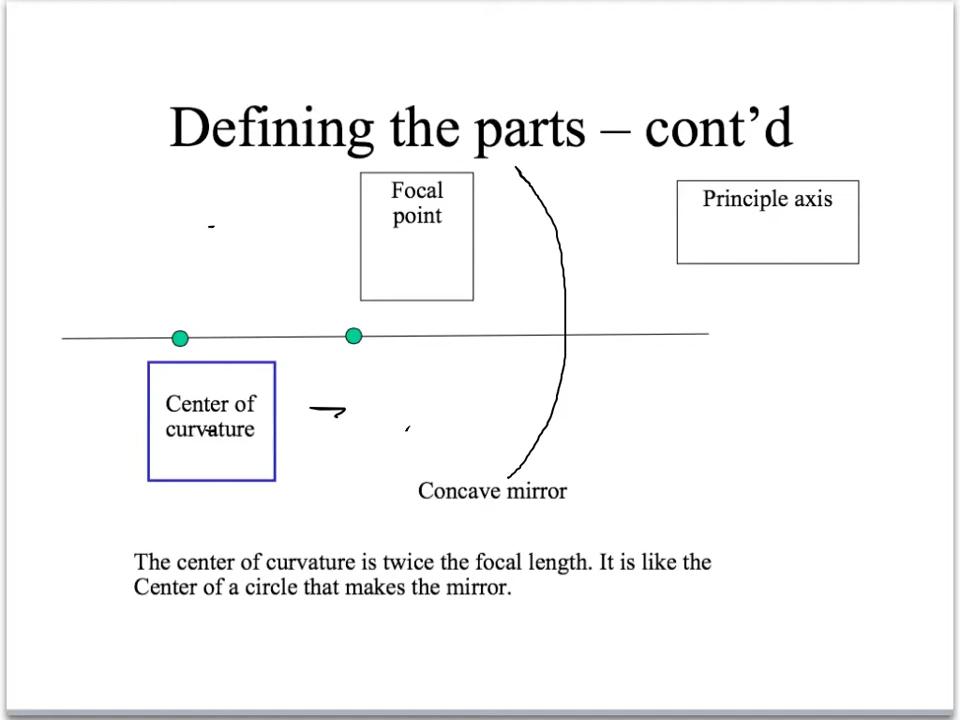 Defining the parts – cont’d
Focal
point
Principle axis
Center of
curvature
Concave mirror
The center of curvature is twice the focal length. It is like the
Center of a circle that makes the mirror.